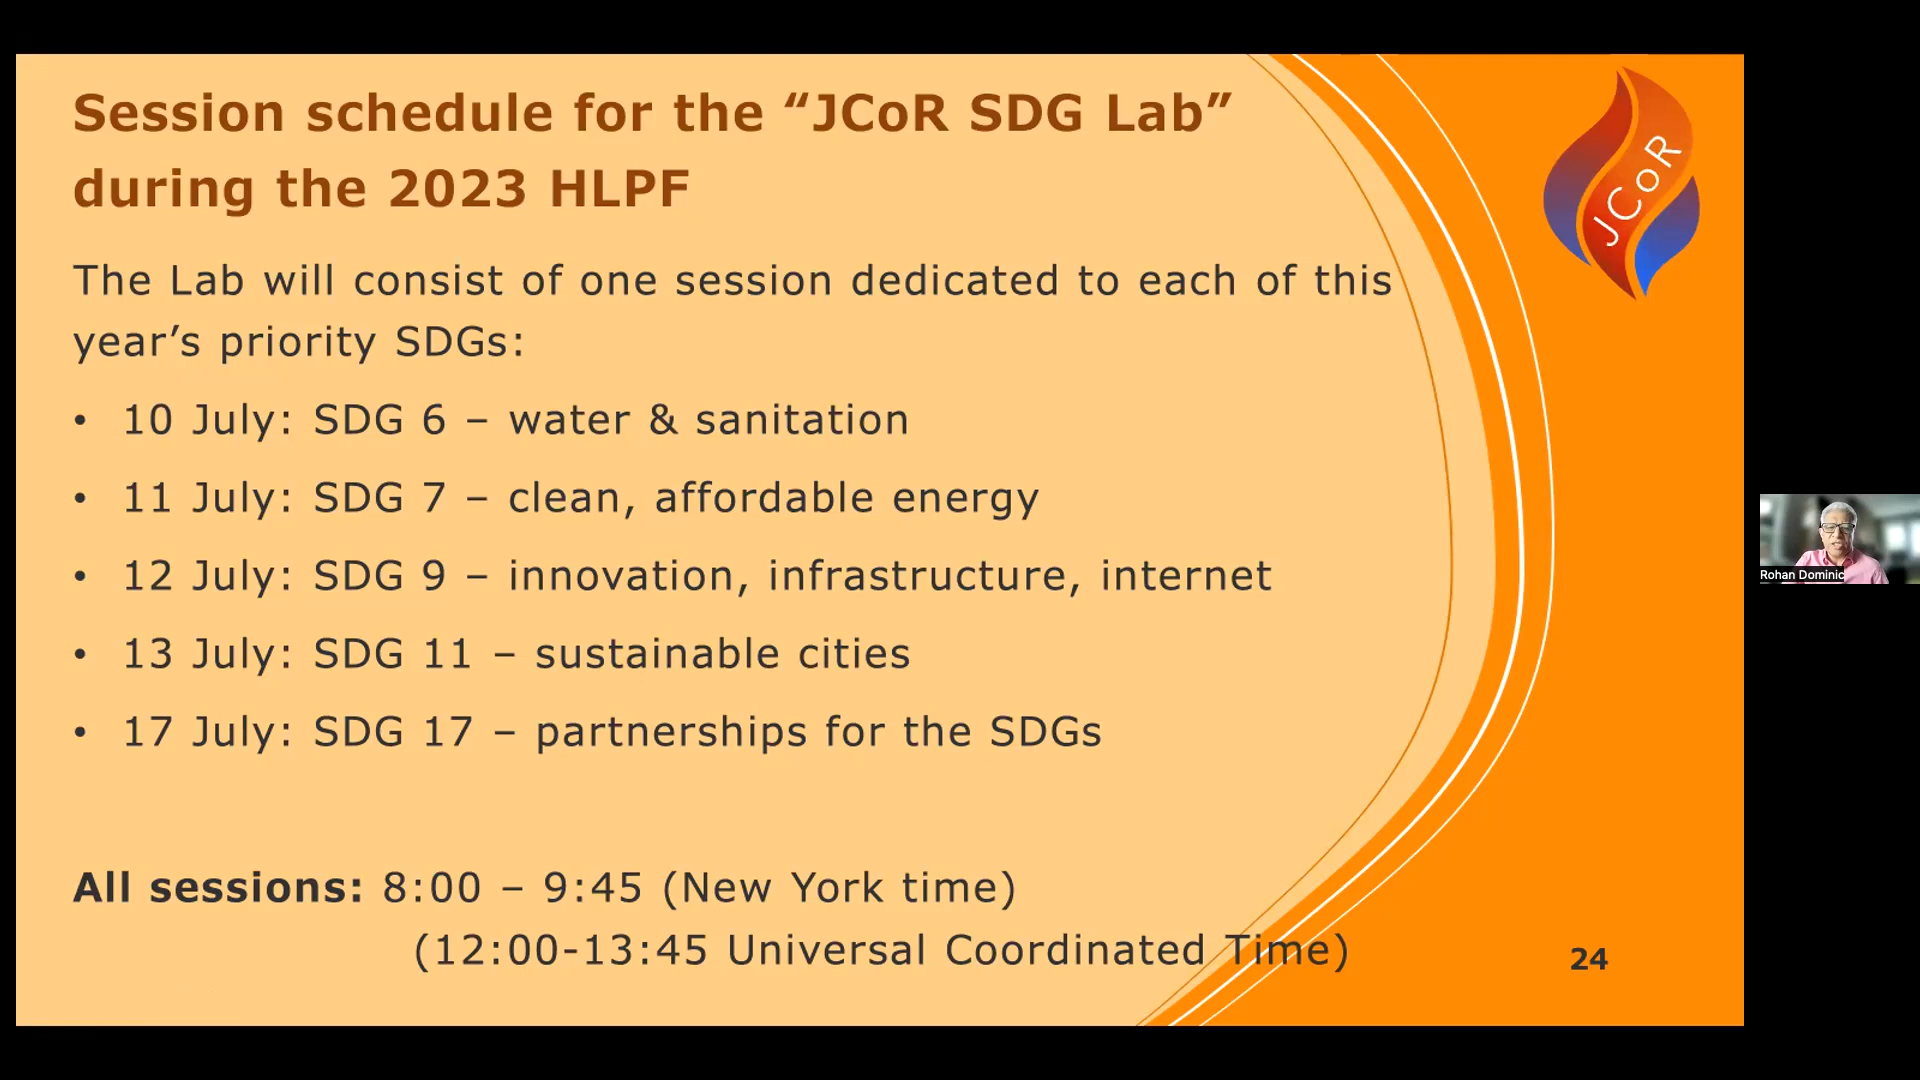 Session schedule for the “JCoR SDG Lab”
during the 2023 HLPF
JCoR
The Lab will consist of one session dedicated to each of this
year’s priority SDGs:
• 10 July: SDG 6 – water & sanitation
• 11 July: SDG 7 – clean, affordable energy
• 12 July: SDG 9 – innovation, infrastructure, internet
• 13 July: SDG 11 – sustainable cities
• 17 July: SDG 17 – partnerships for the SDGs
All sessions: 8:00 – 9:45 (New York time)
(12:00-13:45 Universal Coordinated Time)
24
Rohan Dominic